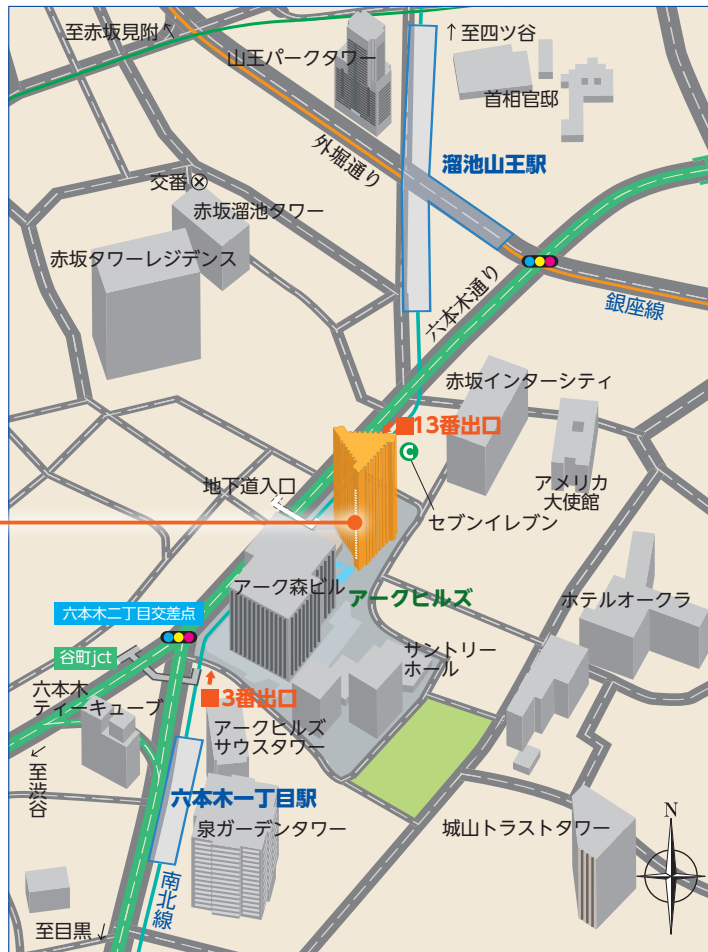 至赤坂見附↖
↑至四ツ谷
山王パークタワー
首相官邸
外堀通り
溜池山王駅
交番
赤坂溜池タワー
赤坂タワーレジデンス
六本木通り
銀座線
赤坂インターシティ
13番出口
C
地下道入口
アメリカ
大使館
セブンイレブン
アーク森ビル
アークヒルズ
ホテルオークラ
六本木二丁目交差点
谷町jct
サントリー
ホール
六本木
ティーキューブ
3番出口
アークヒルズ
サウスタワー
↙至渋谷
六本木一丁目駅
泉ガーデンタワー
城山トラストタワー
N
南北線
至目黒↓